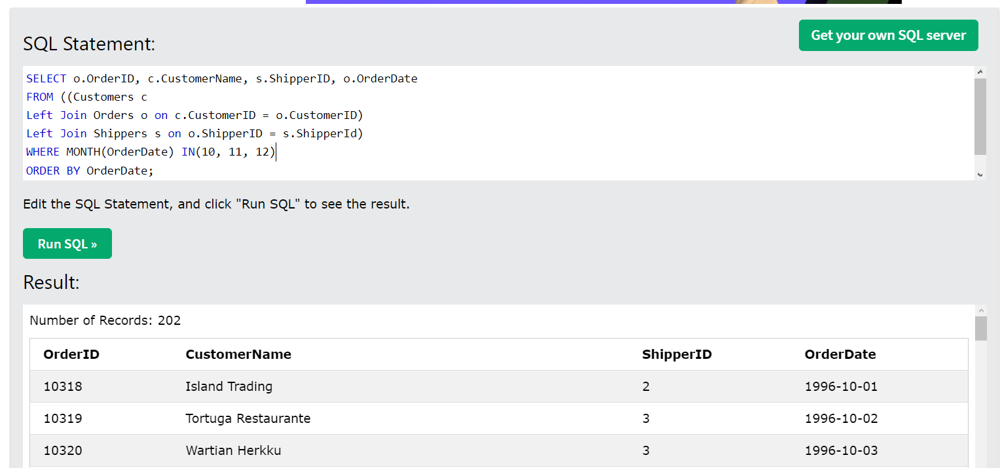 Get your own SQL server
SQL Statement:
SELECT o.OrderID, c.CustomerName, s.ShipperID, o.OrderDate
FROM ((Customers c
Left Join Orders o on c.CustomerID = o.CustomerID)
Left Join Shippers s on o.ShipperID = s.ShipperId)
WHERE MONTH(OrderDate) IN(10, 11, 12)
ORDER BY OrderDate;
Edit the SQL Statement, and click "Run SQL" to see the result.
Run SQL »
Result:
Number of Records: 202
OrderID CustomerName ShipperID OrderDate
10318 Island Trading 2 1996-10-01
10319 Tortuga Restaurante 3 1996-10-02
10320 Wartian Herkku 3 1996-10-03